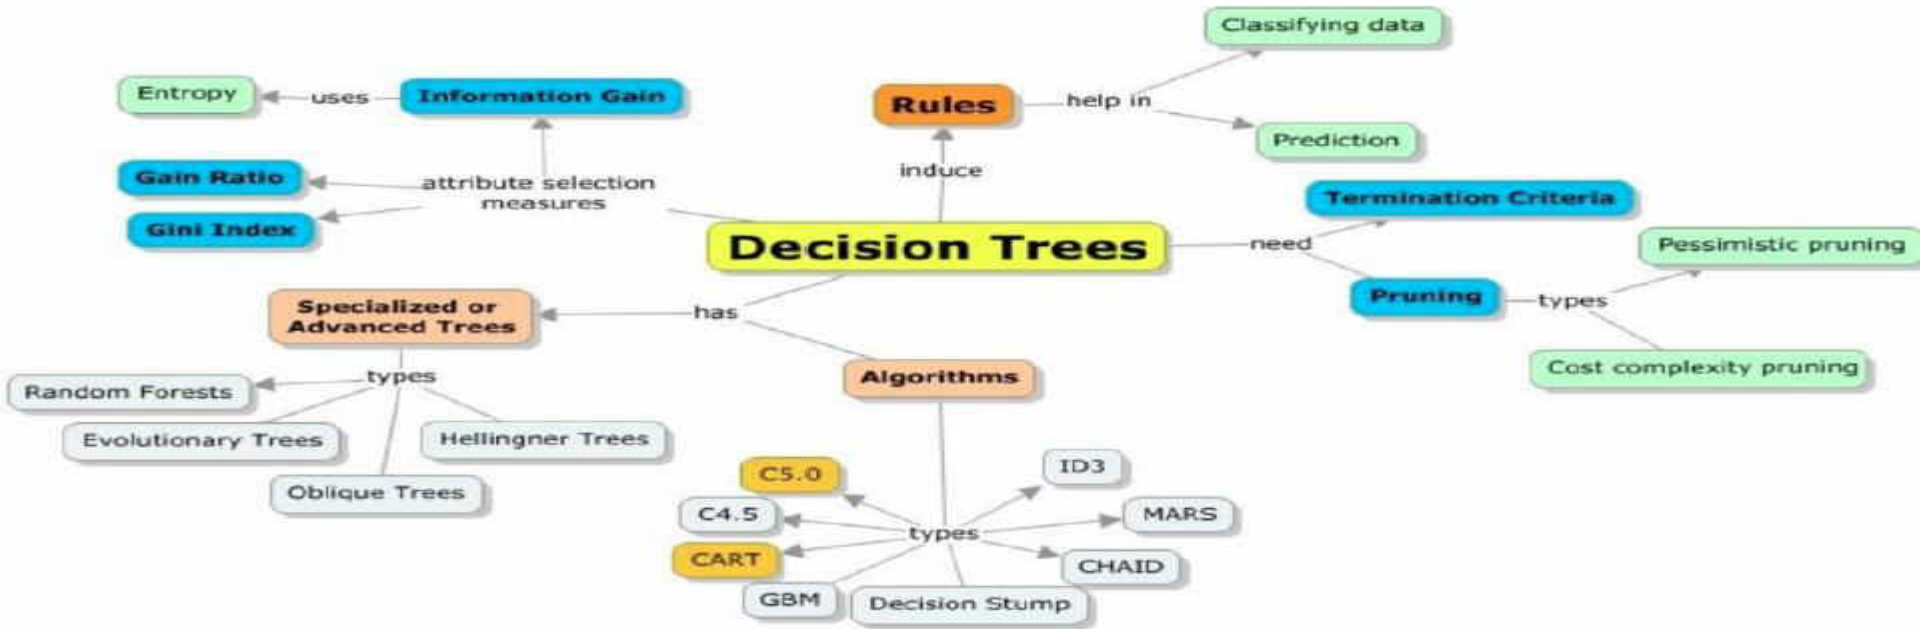 Classifying data
Entropy
uses
Information Gain
Rules
help in
Prediction
Gain Ratio
attribute selection
measures
induce
Gini Index
Termination Criteria
Decision Trees
need
Pessimistic pruning
Pruning
types
Specialized or
Advanced Trees
has
Cost complexity pruning
types
Algorithms
Random Forests
Evolutionary Trees
Hellingner Trees
Oblique Trees
C5.0
ID3
C4.5
MARS
types
CART
CHAID
GBM
Decision Stump